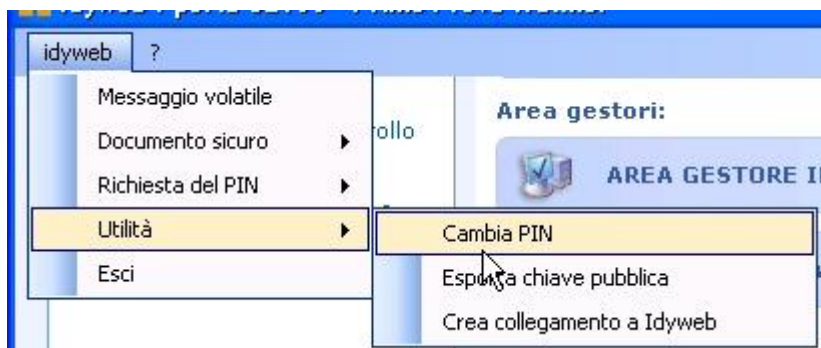 idyweb ?
Messaggio volatile
Documento sicuro
rollo
Richiesta del PIN
Utilità
Esci
Area gestori:
AREA GESTORE
Cambia PIN
Esporta chiave pubblica
Crea collegamento a Idyweb